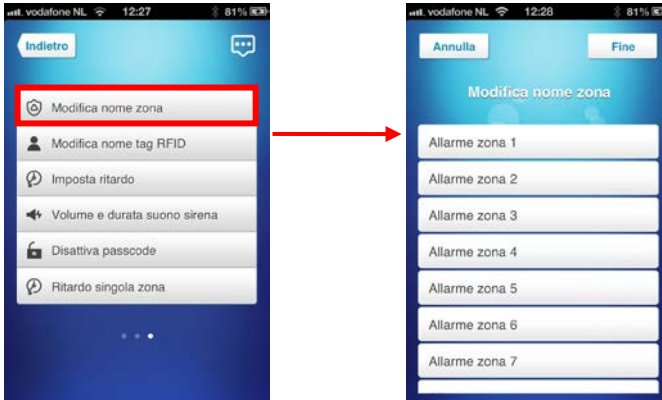 vodafone NL 12:27 81%
Indietro
Modifica nome zona
Modifica nome tag RFID
Imposta ritardo
Volume e durata suono sirena
Disattiva passcode
Ritardo singola zona
vodafone NL 12:28 81%
Annulla Fine
Modifica nome zona
Allarme zona 1
Allarme zona 2
Allarme zona 3
Allarme zona 4
Allarme zona 5
Allarme zona 6
Allarme zona 7